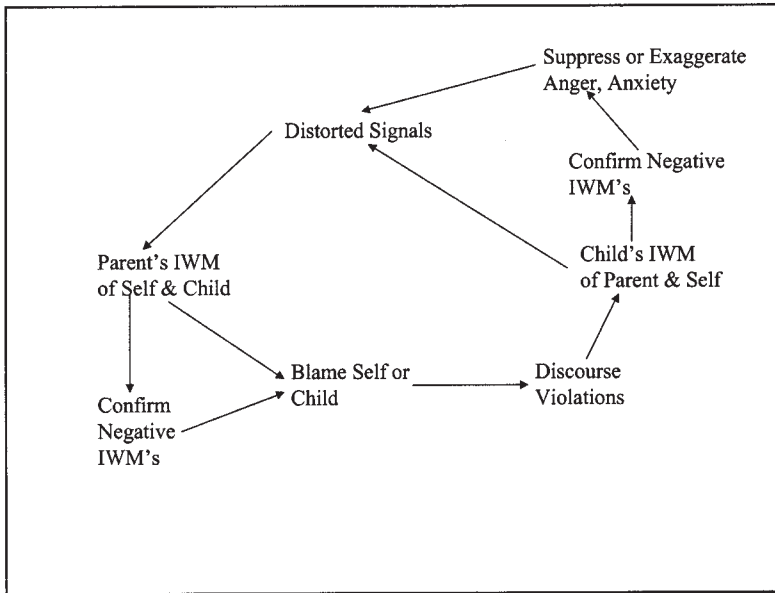 Suppress or Exaggerate
Anger, Anxiety
Distorted Signals
Confirm Negative
IWM's
Parent's IWM
of Self & Child
Child's IWM
of Parent & Self
Blame Self or
Child
Discourse
Violations
Confirm
Negative
IWM's